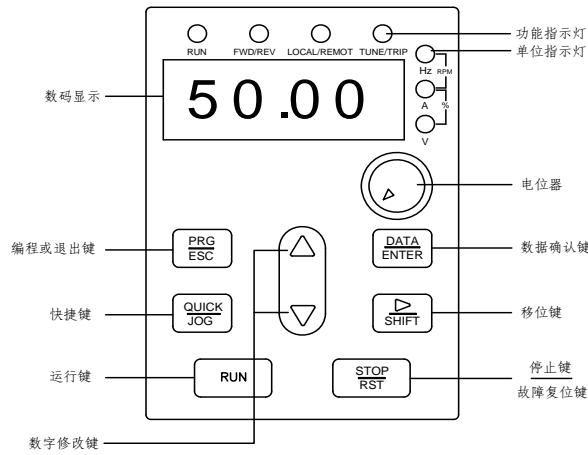 功能指示灯
RUN FWD/REV LOCAL/REMOT TUNE/TRIP
单位指示灯
Hz RPM
数码显示
50.00
A %
V
电位器
编程或退出键
PRG
ESC
DATA
ENTER
数据确认键
快捷键
QUICK
JOG
SHIFT
移位键
运行键
RUN
STOP
RST
停止键
故障复位键
数字修改键